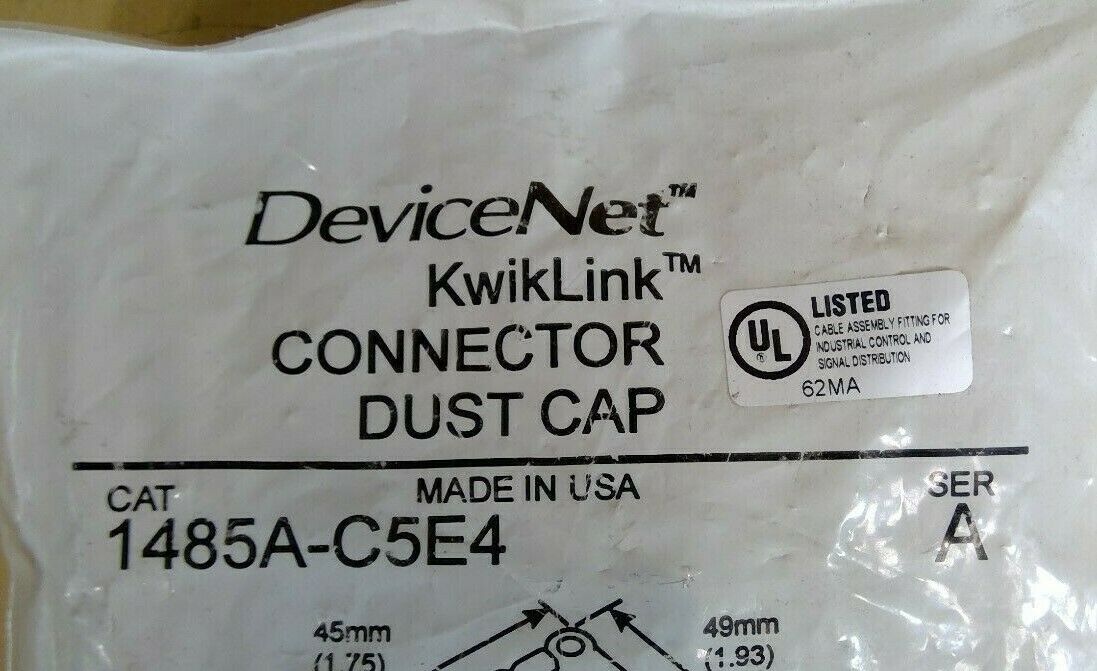 DeviceNet™
KwikLink™
CONNECTOR
DUST CAP
UL
®
LISTED
CABLE ASSEMBLY FITTING FOR
INDUSTRIAL CONTROL AND
SIGNAL DISTRIBUTION
62MA
CAT
MADE IN USA
SER
1485A-C5E4
A
45mm
(1.75)
49mm
(1.93)